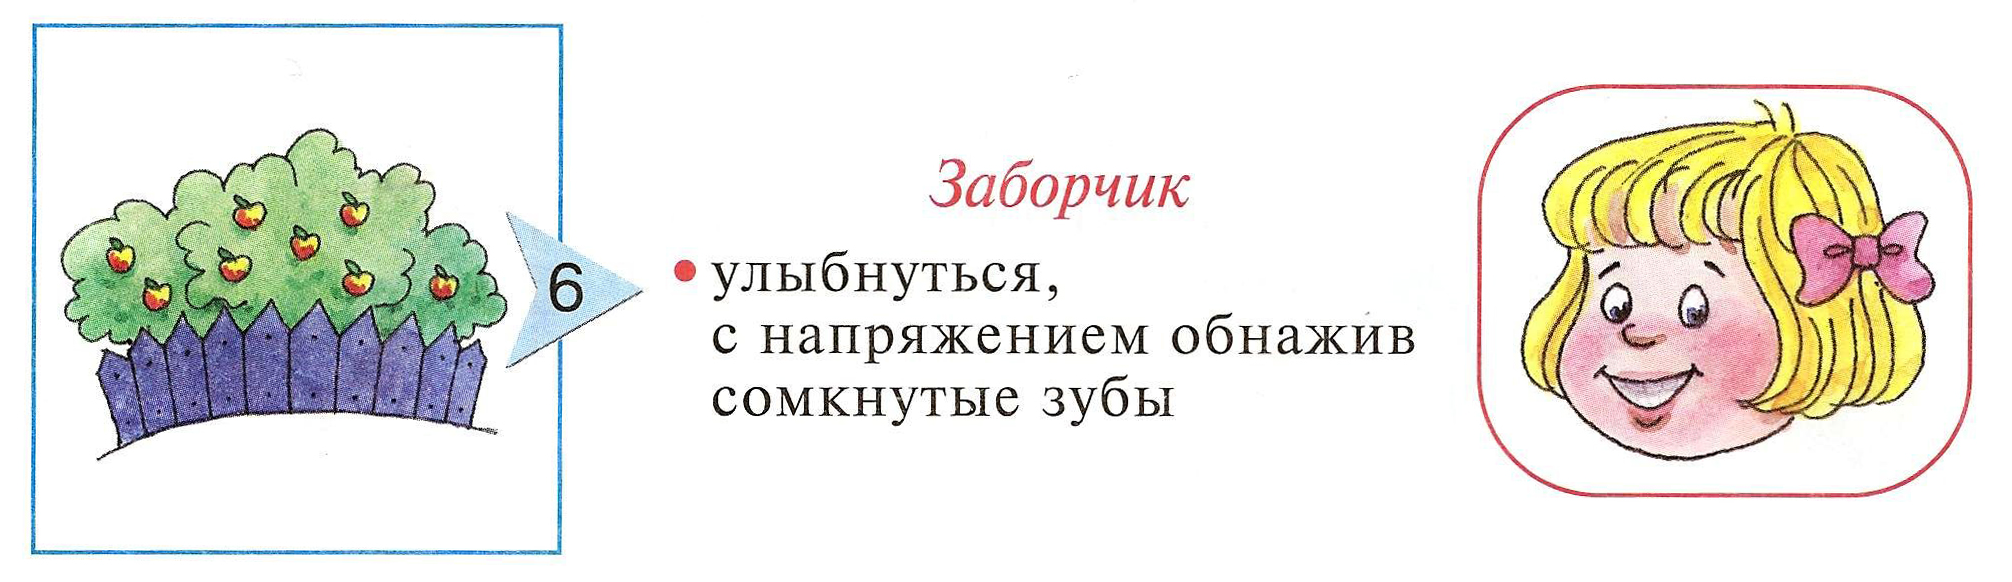 Заборчик
6
• улыбнуться,
с напряжением обнажив
сомкнутые зубы